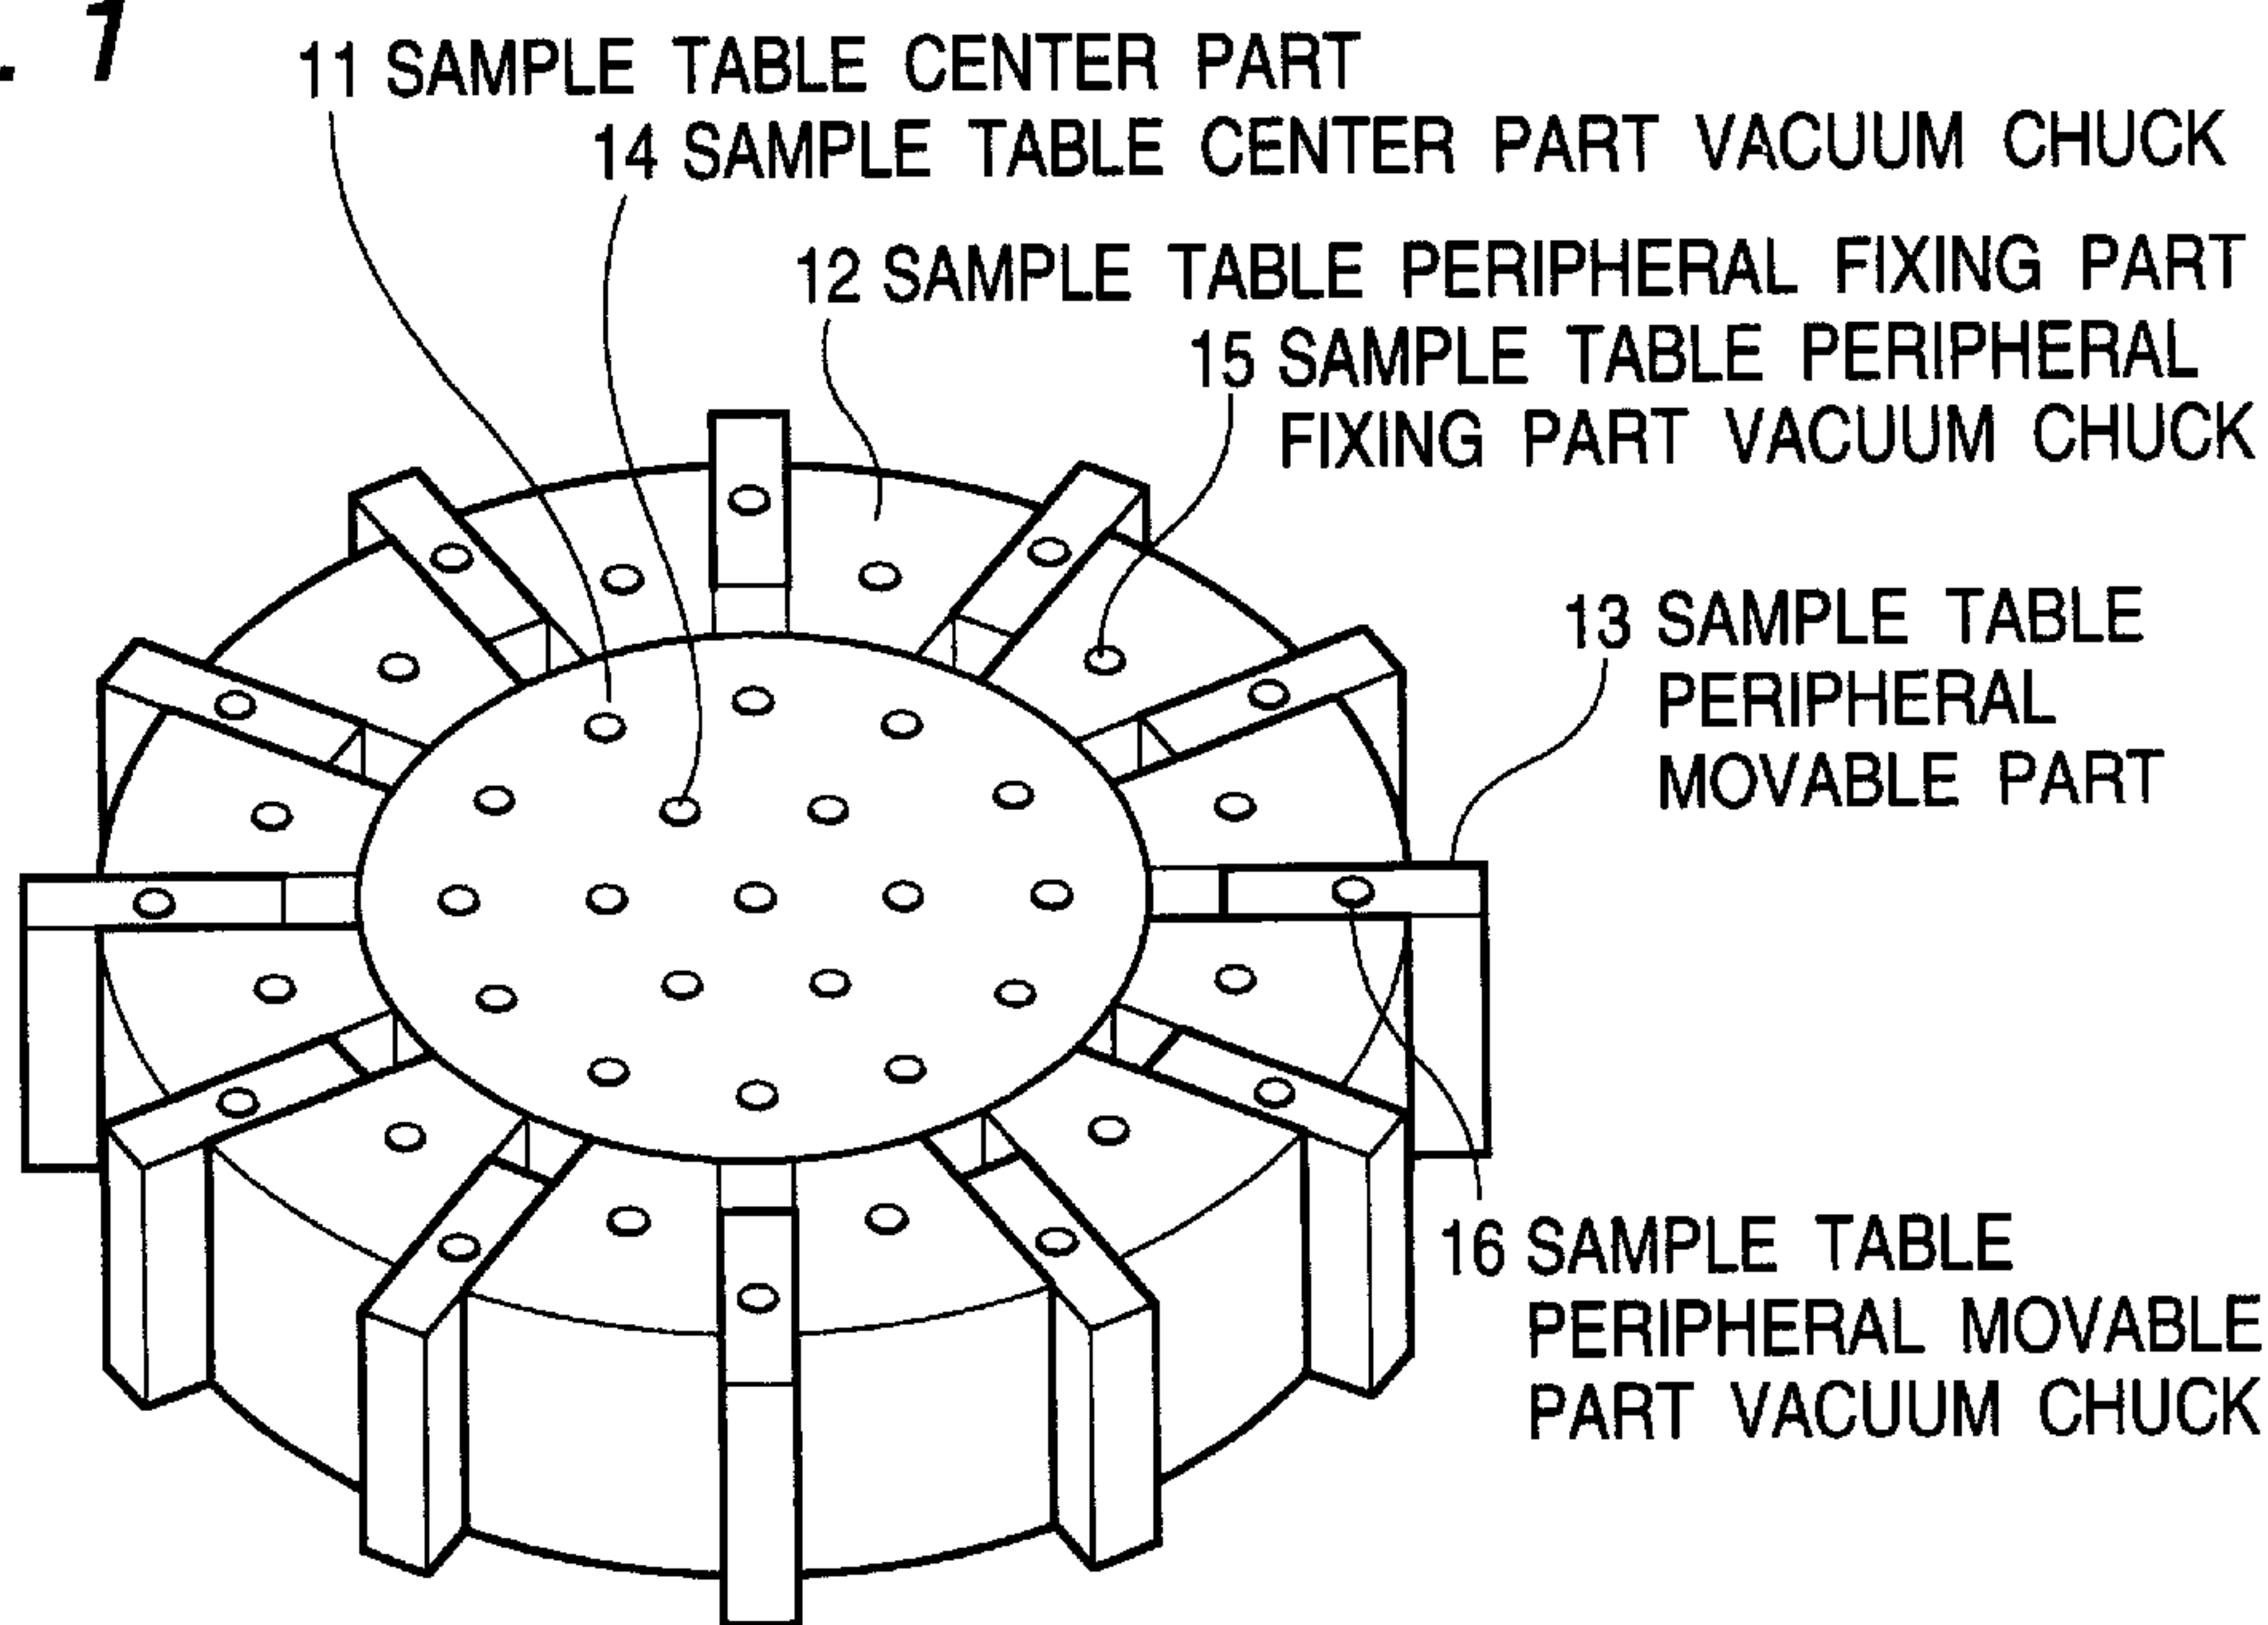 . 1
11 SAMPLE TABLE CENTER PART
14 SAMPLE TABLE CENTER PART VACUUM CHUCK
12 SAMPLE TABLE PERIPHERAL FIXING PART
15 SAMPLE TABLE PERIPHERAL
FIXING PART VACUUM CHUCK
13 SAMPLE TABLE
PERIPHERAL
MOVABLE PART
16 SAMPLE TABLE
PERIPHERAL MOVABLE
PART VACUUM CHUCK